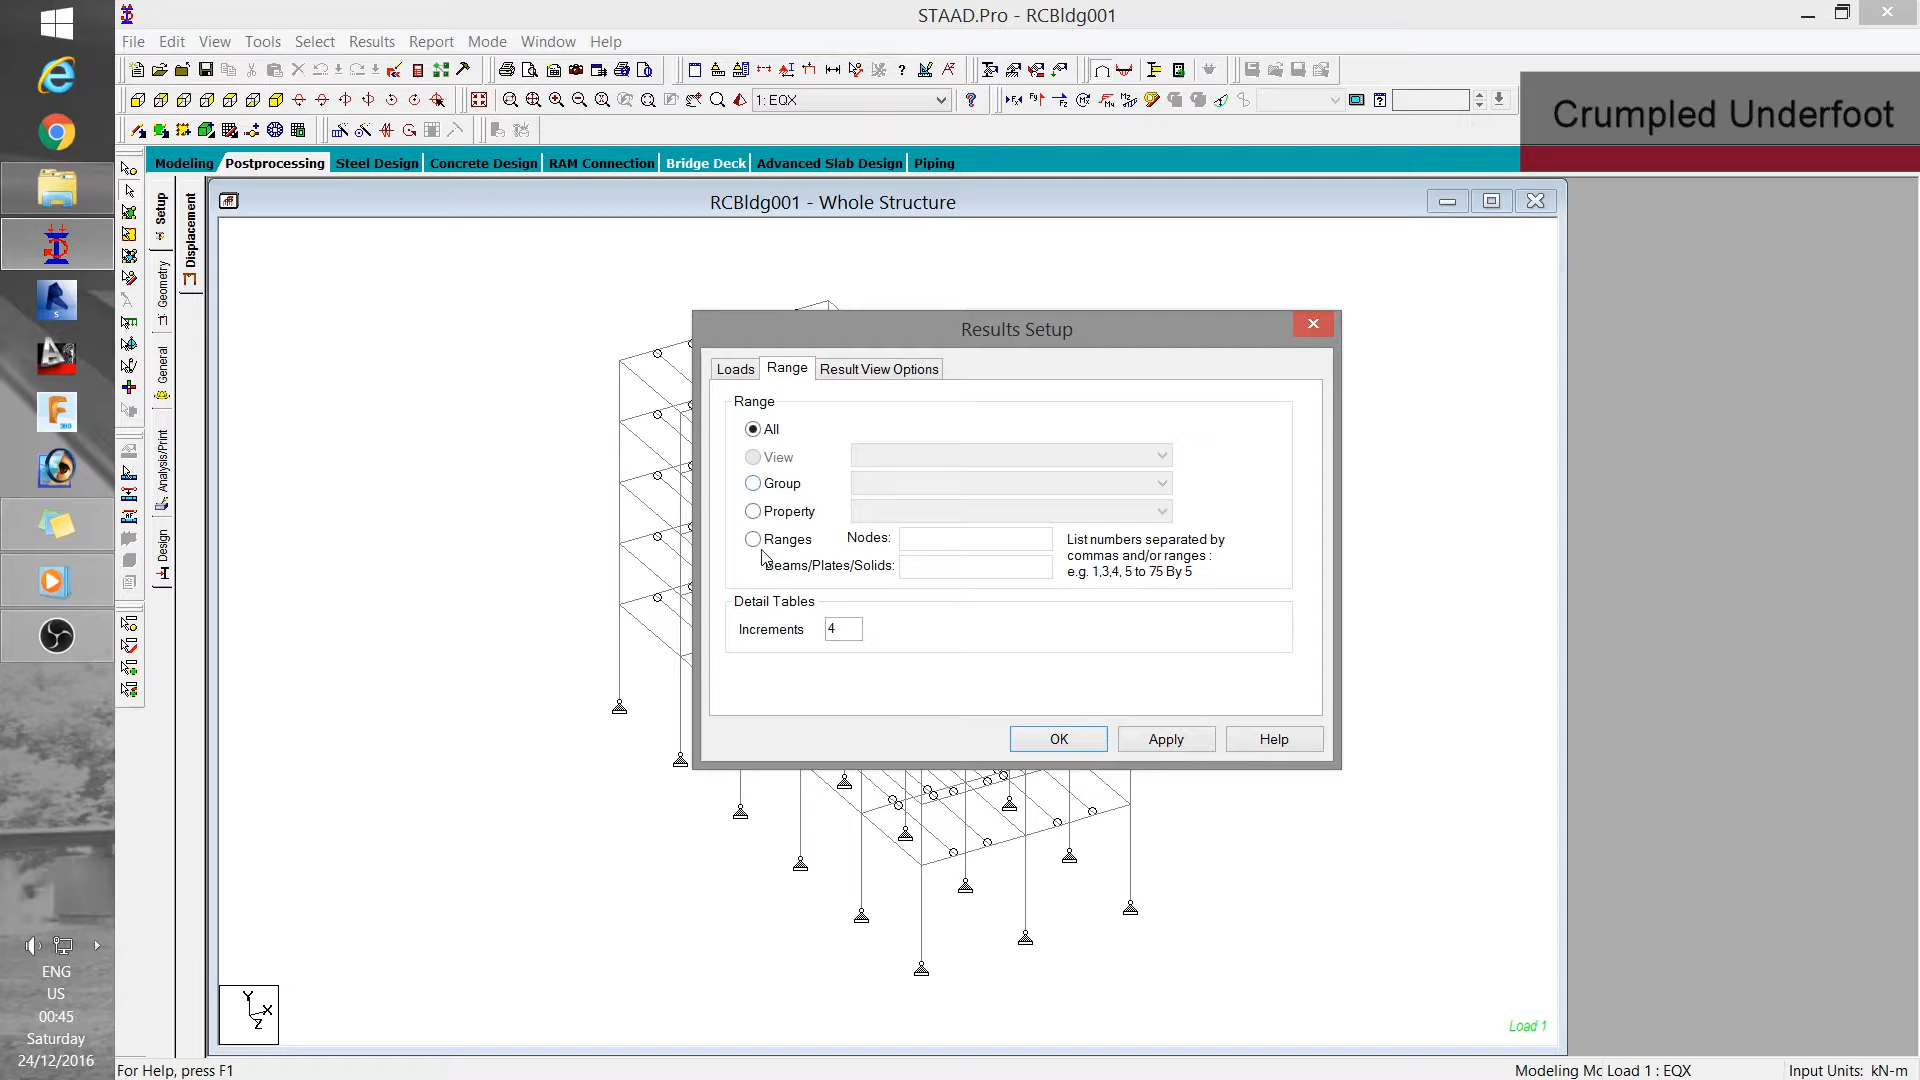 STAAD.Pro - RCBldg001
File Edit View Tools Select Results Report Mode Window Help
1: EQX
Crumpled Underfoot
Modeling Postprocessing Steel Design Concrete Design RAM Connection Bridge Deck Advanced Slab Design Piping
Setup
Geometry
General
Analysis/Print
Design
Displacement
RCBldg001 - Whole Structure
Results Setup
Loads Range Result View Options
Range
All
View
Group
Property
Ranges Nodes: List numbers separated by
commas and/or ranges :
Beams/Plates/Solids: e.g. 1,3,4, 5 to 75 By 5
Detail Tables
Increments 4
OK Apply Help
Y
X
Z
Load 1
ENG
US
00:45
Saturday
24/12/2016
For Help, press F1
Modeling Mc Load 1 : EQX Input Units: kN-m